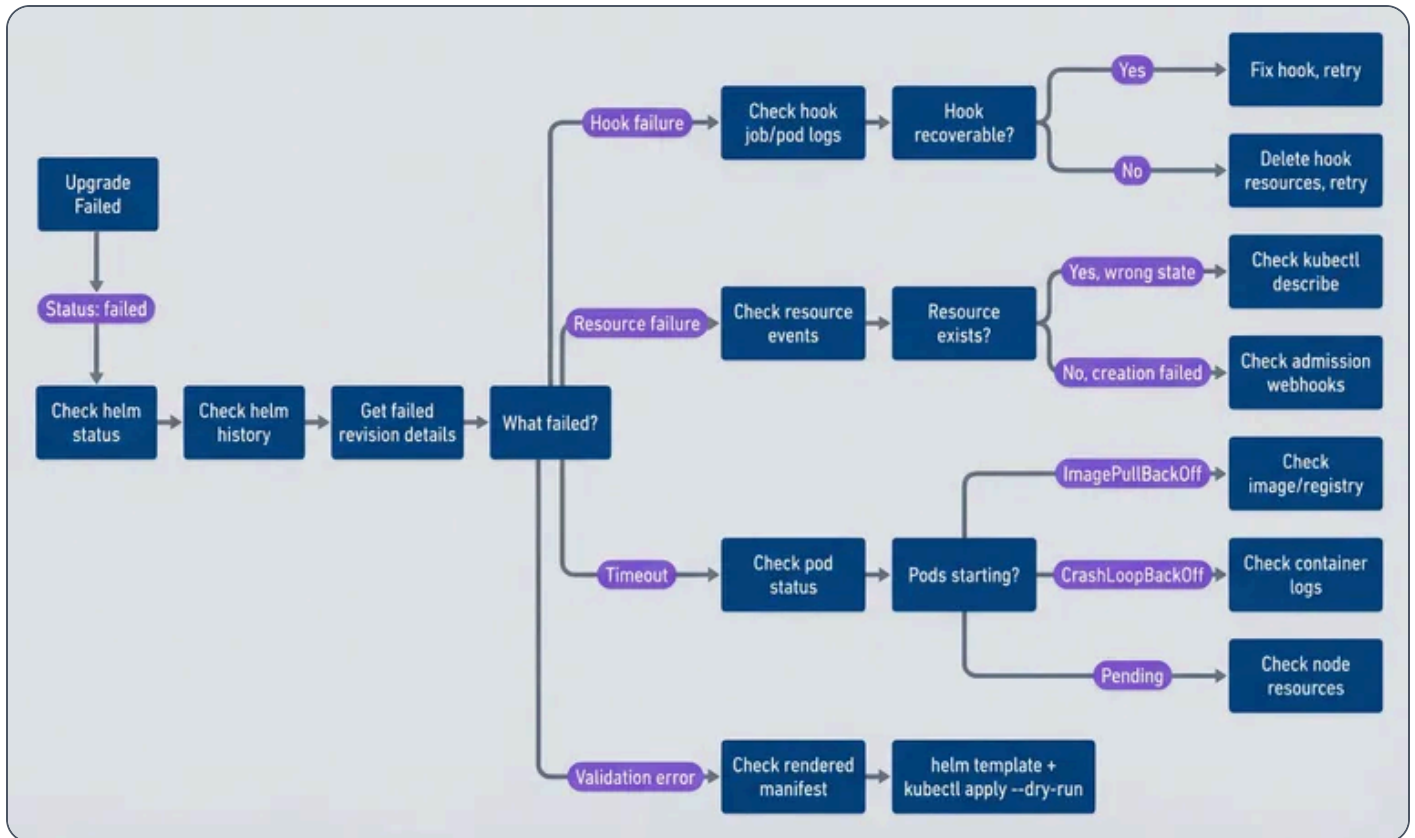 Upgrade
Failed
Status: failed
Check helm
status
Check helm
history
Get failed
revision details
What failed?
Hook failure
Check hook
job/pod logs
Hook
recoverable?
Yes
Fix hook, retry
No
Delete hook
resources, retry
Resource failure
Check resource
events
Resource
exists?
Yes, wrong state
Check kubectl
describe
No, creation failed
Check admission
webhooks
Timeout
Check pod
status
Pods starting?
ImagePullBackOff
Check
image/registry
CrashLoopBackOff
Check container
logs
Pending
Check node
resources
Validation error
Check rendered
manifest
helm template +
kubectl apply --dry-run